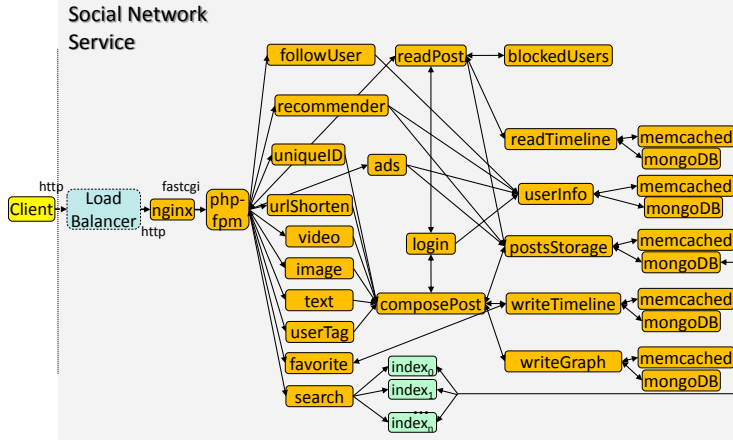 Social Network
Service
followUser
readPost
blockedUsers
recommender
memcached
readTimeline
mongoDB
uniqueID
ads
memcached
http
fastcgi
php-
fpm
userInfo
mongoDB
Client
Load
Balancer
nginx
urlShorten
http
video
login
memcached
postsStorage
mongoDB
image
text
composePost
writeTimeline
memcached
mongoDB
userTag
favorite
writeGraph
memcached
mongoDB
search
index0
index1
...
indexn